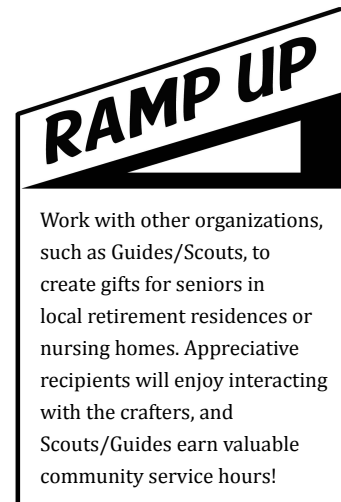 RAMP UP
Work with other organizations,
such as Guides/Scouts, to
create gifts for seniors in
local retirement residences or
nursing homes. Appreciative
recipients will enjoy interacting
with the crafters, and
Scouts/Guides earn valuable
community service hours!